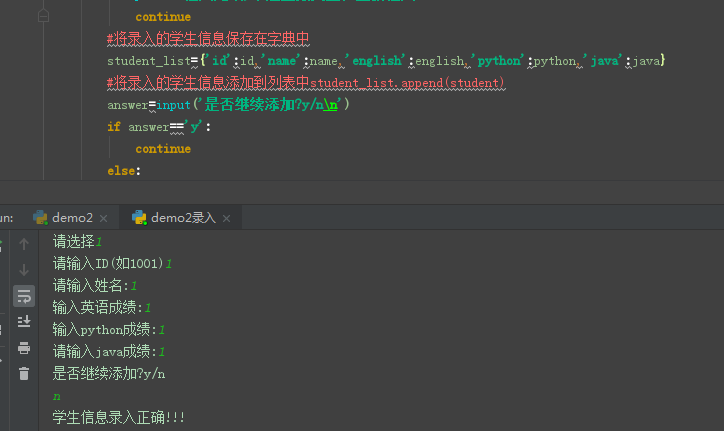 continue
#将录入的学生信息保存在字典中
student_list={'id':id,'name':name,'english':english,'python':python,'java':java}
#将录入的学生信息添加到列表中student_list.append(student)
answer=input('是否继续添加?y/n\n')
if answer=='y':
continue
else:
un: demo2 × demo2录入 ×
请选择1
请输入ID(如1001)1
请输入姓名:1
输入英语成绩:1
输入python成绩:1
请输入java成绩:1
是否继续添加?y/n
n
学生信息录入正确!!!